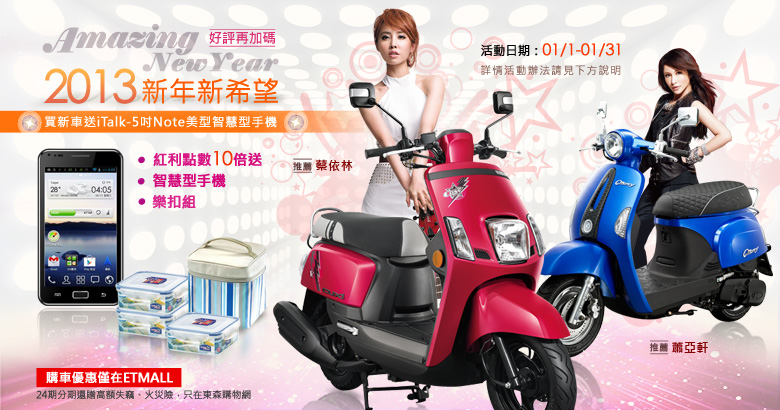 Amazing
New Year
好評再加碼
2013新年新希望
買新車送iTalk-5吋Note美型智慧型手機
• 紅利點數10倍送
• 智慧型手機
• 樂扣組
28°
04:05
推薦 蔡依林
活動日期：01/1-01/31
詳情活動辦法請見下方說明
推薦 蕭亞軒
購車優惠僅在ETMALL
24期分期還贈高額失竊、火災險，只在東森購物網